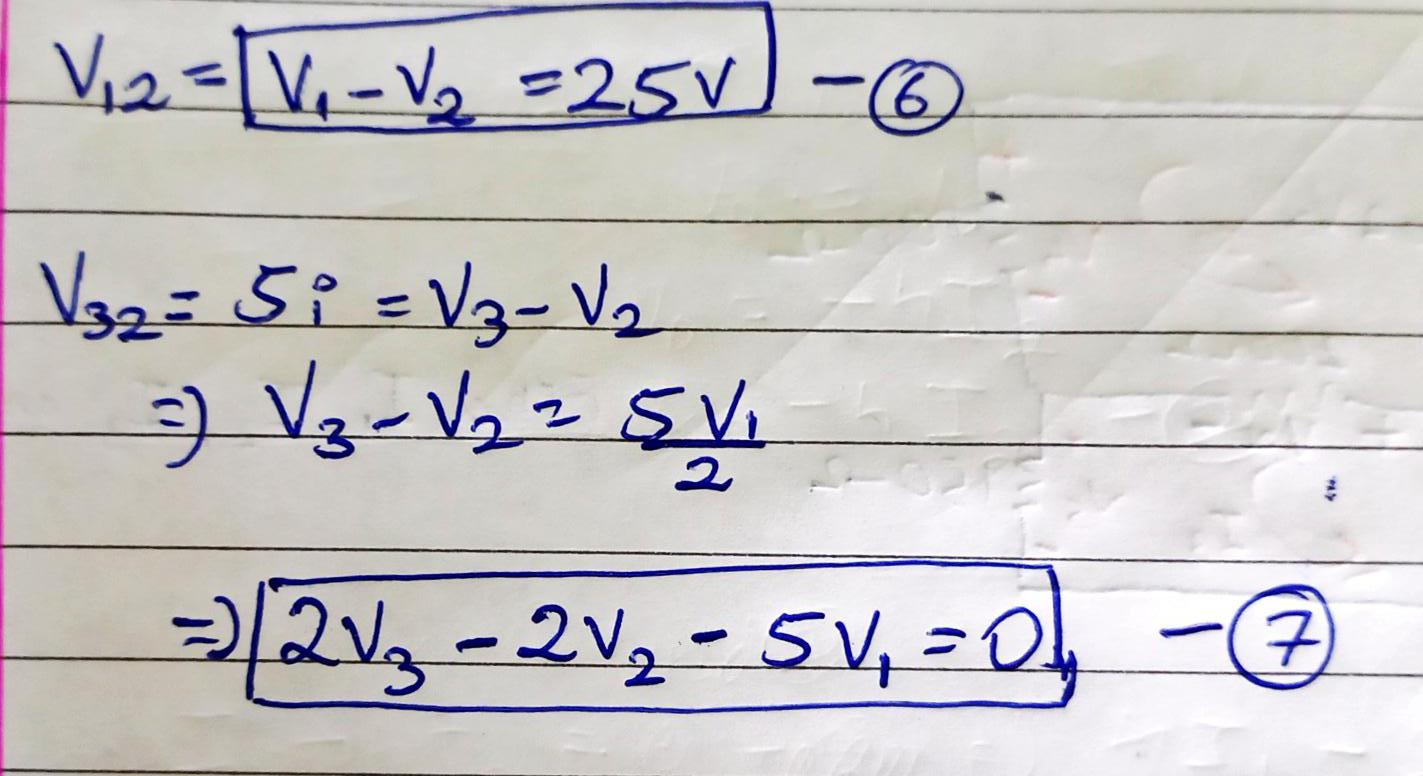 V₁₂ = V₁ - V₂ = 25V - ⑥
V₃₂ = 5i = V₃ - V₂
=) V₃ - V₂ = 5V₁/2
=) 2V₃ - 2V₂ - 5V₁ = 0 - ⑦